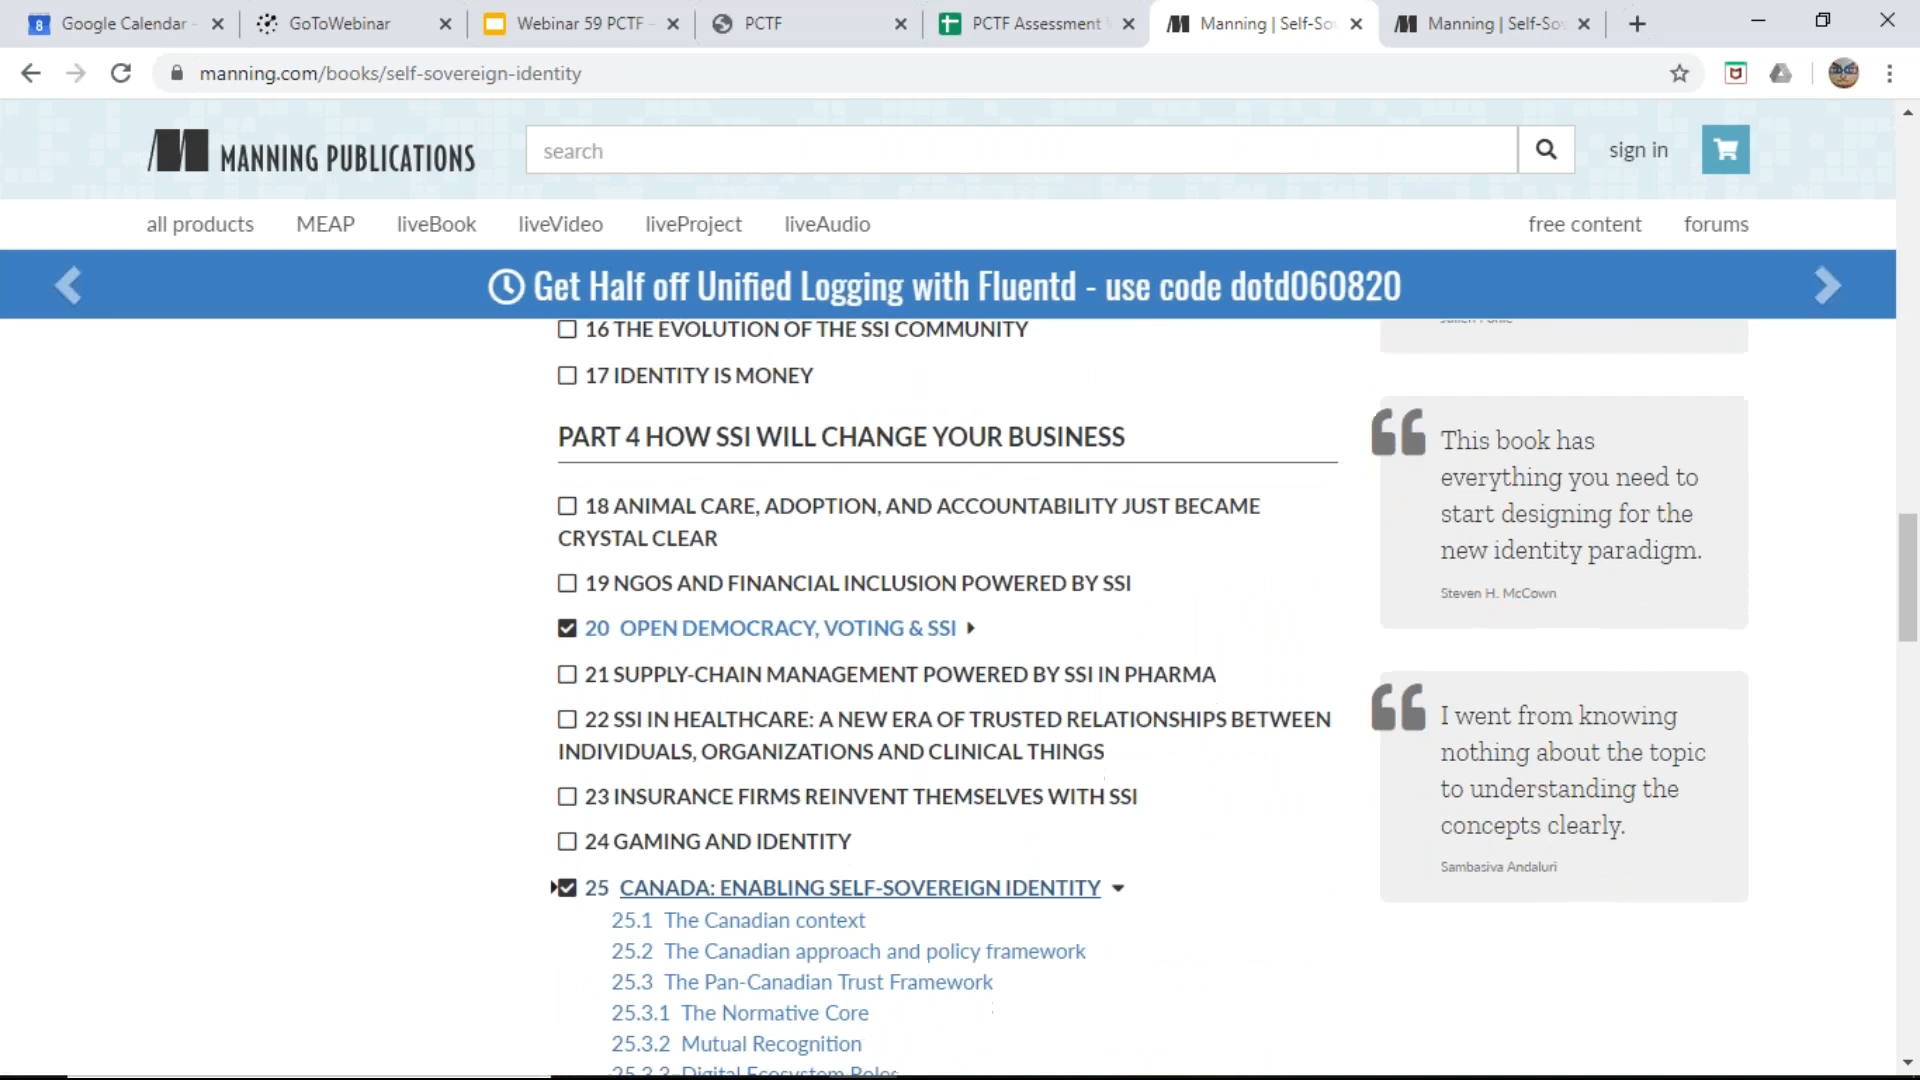 8 Google Calendar -
GoToWebinar
Webinar 59 PCTF -
PCTF
PCTF Assessment
Manning | Self-So
Manning | Self-So
manning.com/books/self-sovereign-identity
MANNING PUBLICATIONS
search
sign in
all products MEAP liveBook liveVideo liveProject liveAudio free content forums
Get Half off Unified Logging with Fluentd - use code dotd060820
16 THE EVOLUTION OF THE SSI COMMUNITY
17 IDENTITY IS MONEY
PART 4 HOW SSI WILL CHANGE YOUR BUSINESS
18 ANIMAL CARE, ADOPTION, AND ACCOUNTABILITY JUST BECAME
CRYSTAL CLEAR
19 NGOS AND FINANCIAL INCLUSION POWERED BY SSI
20 OPEN DEMOCRACY, VOTING & SSI
21 SUPPLY-CHAIN MANAGEMENT POWERED BY SSI IN PHARMA
22 SSI IN HEALTHCARE: A NEW ERA OF TRUSTED RELATIONSHIPS BETWEEN
INDIVIDUALS, ORGANIZATIONS AND CLINICAL THINGS
23 INSURANCE FIRMS REINVENT THEMSELVES WITH SSI
24 GAMING AND IDENTITY
25 CANADA: ENABLING SELF-SOVEREIGN IDENTITY
25.1 The Canadian context
25.2 The Canadian approach and policy framework
25.3 The Pan-Canadian Trust Framework
25.3.1 The Normative Core
25.3.2 Mutual Recognition
25.3.3 Digital Ecosystem Roles
This book has
everything you need to
start designing for the
new identity paradigm.
Steven H. McCown
I went from knowing
nothing about the topic
to understanding the
concepts clearly.
Sambasiva Andaluri